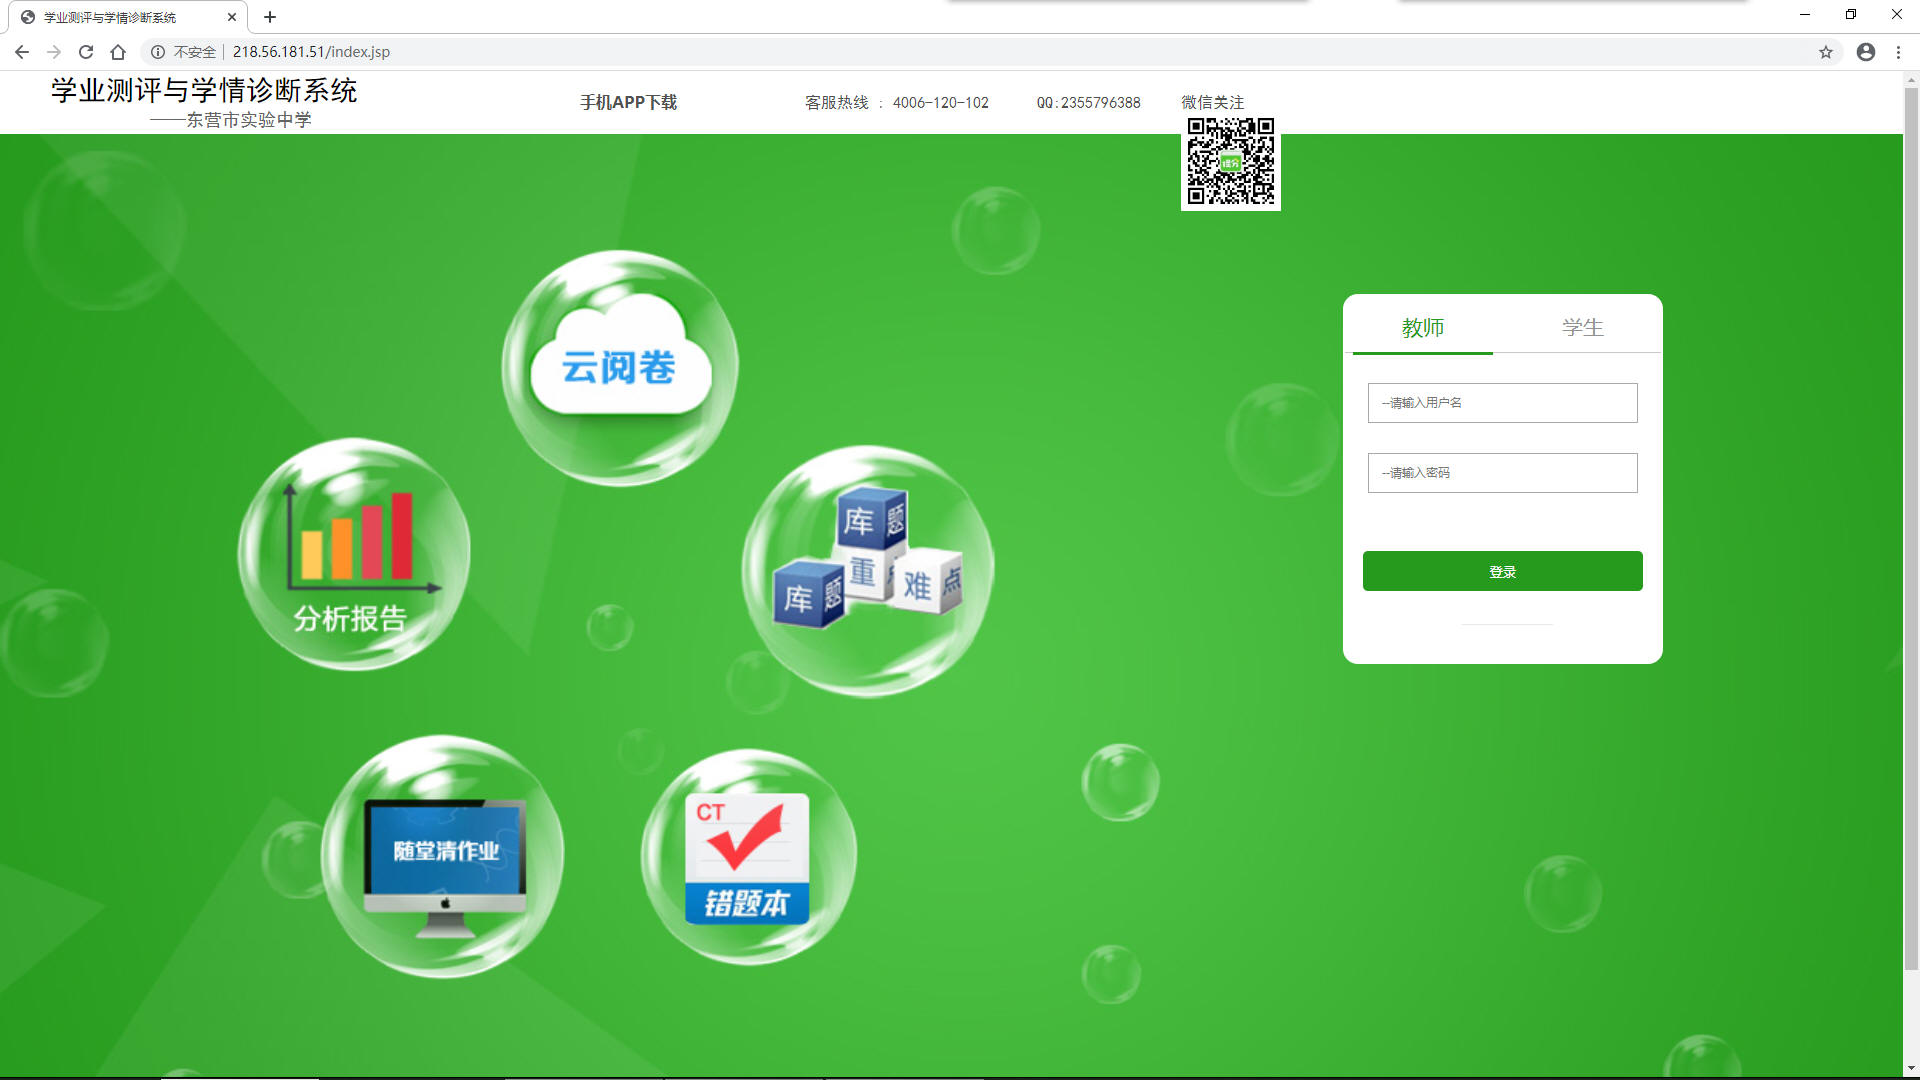 学业测评与学情诊断系统
不安全 218.56.181.51/index.jsp
学业测评与学情诊断系统
——东营市实验中学
手机APP下载
客服热线 : 4006-120-102
QQ:2355796388
微信关注
提分
云阅卷
教师 学生
--请输入用户名
--请输入密码
登录
分析报告
库 题
重 点
库 题
难 点
随堂清作业
CT
错题本